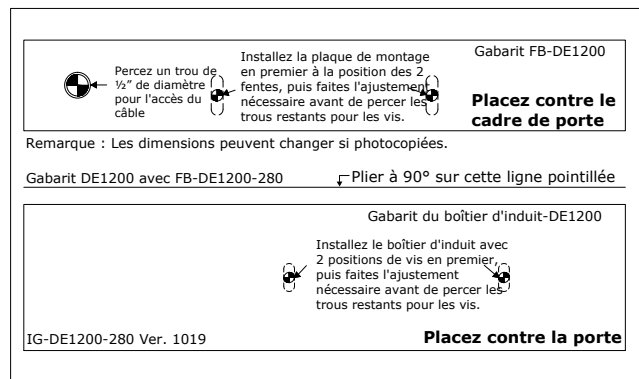 Gabarit FB-DE1200
Percez un trou de
½" de diamètre
pour l'accès du
câble
Installez la plaque de montage
en premier à la position des 2
fentes, puis faites l'ajustement
nécessaire avant de percer les
trous restants pour les vis.
Placez contre le
cadre de porte
Remarque : Les dimensions peuvent changer si photocopiées.
Gabarit DE1200 avec FB-DE1200-280
Plier à 90° sur cette ligne pointillée
Gabarit du boîtier d'induit-DE1200
Installez le boîtier d'induit avec
2 positions de vis en premier,
puis faites l'ajustement
nécessaire avant de percer les
trous restants pour les vis.
IG-DE1200-280 Ver. 1019
Placez contre la porte